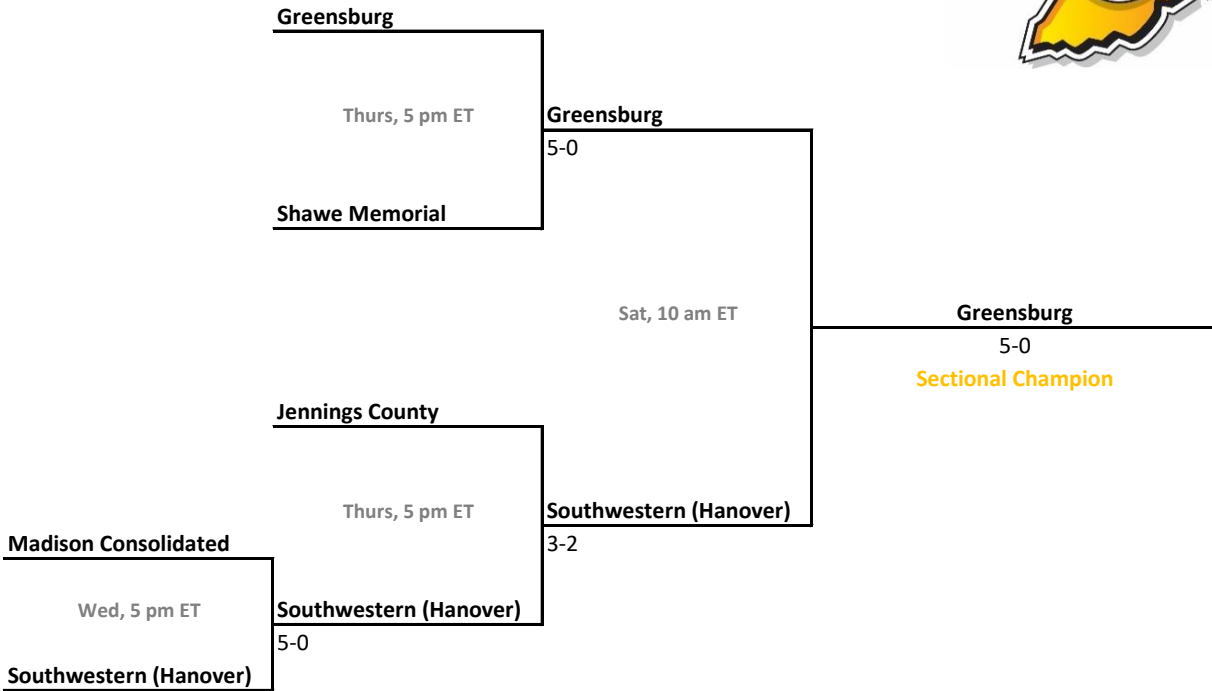 Greensburg
Thurs, 5 pm ET
Greensburg
5-0
Shawe Memorial
Sat, 10 am ET
Greensburg
5-0
Sectional Champion
Jennings County
Thurs, 5 pm ET
Southwestern (Hanover)
3-2
Madison Consolidated
Wed, 5 pm ET
Southwestern (Hanover)
5-0
Southwestern (Hanover)